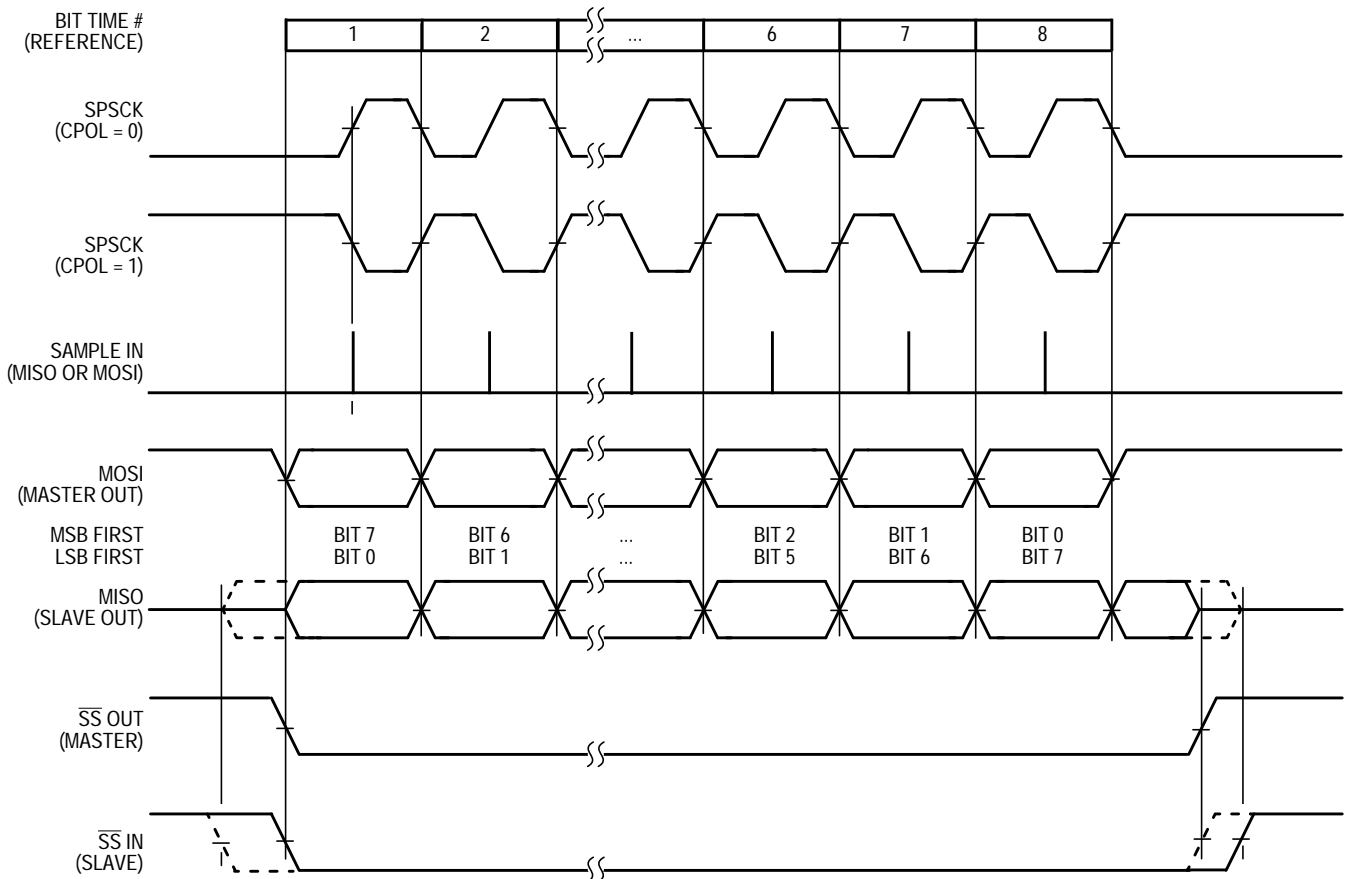 BIT TIME #
(REFERENCE)
1 2 ... 6 7 8
SPSCK
(CPOL = 0)
SPSCK
(CPOL = 1)
SAMPLE IN
(MISO OR MOSI)
MOSI
(MASTER OUT)
MSB FIRST BIT 7 BIT 6 ... BIT 2 BIT 1 BIT 0
LSB FIRST BIT 0 BIT 1 ... BIT 5 BIT 6 BIT 7
MISO
(SLAVE OUT)
S̅S̅ OUT
(MASTER)
S̅S̅ IN
(SLAVE)